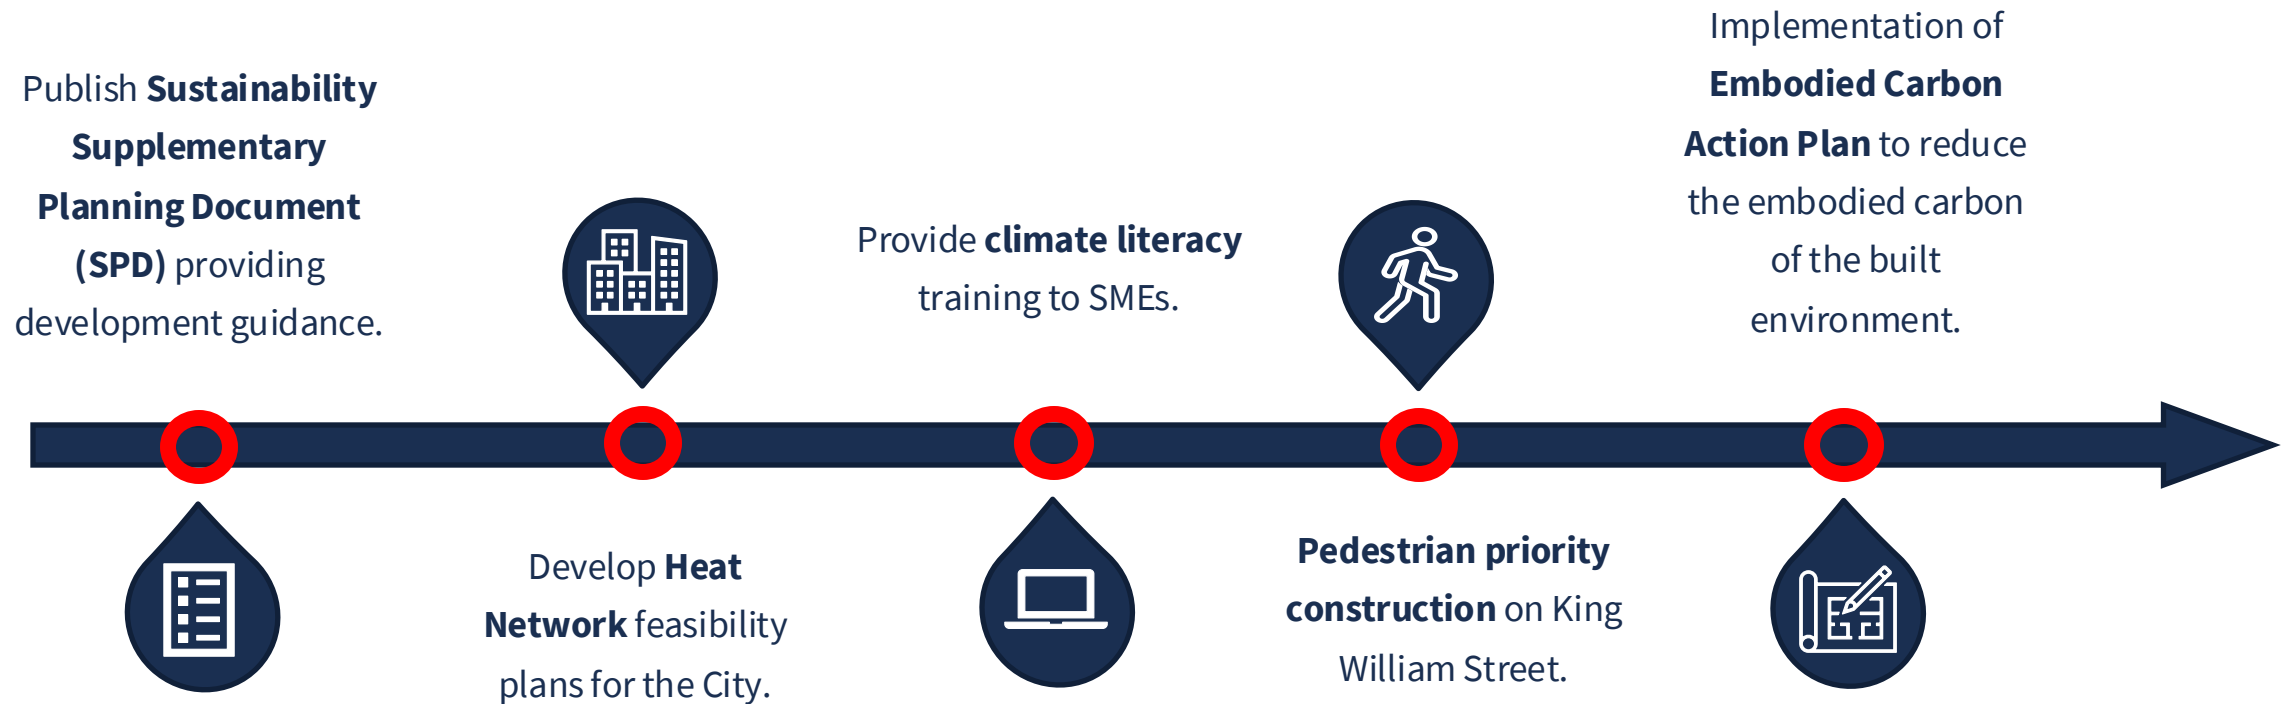 Publish Sustainability
Supplementary
Planning Document
(SPD) providing
development guidance.
Develop Heat
Network feasibility
plans for the City.
Provide climate literacy
training to SMEs.
Pedestrian priority
construction on King
William Street.
Implementation of
Embodied Carbon
Action Plan to reduce
the embodied carbon
of the built
environment.